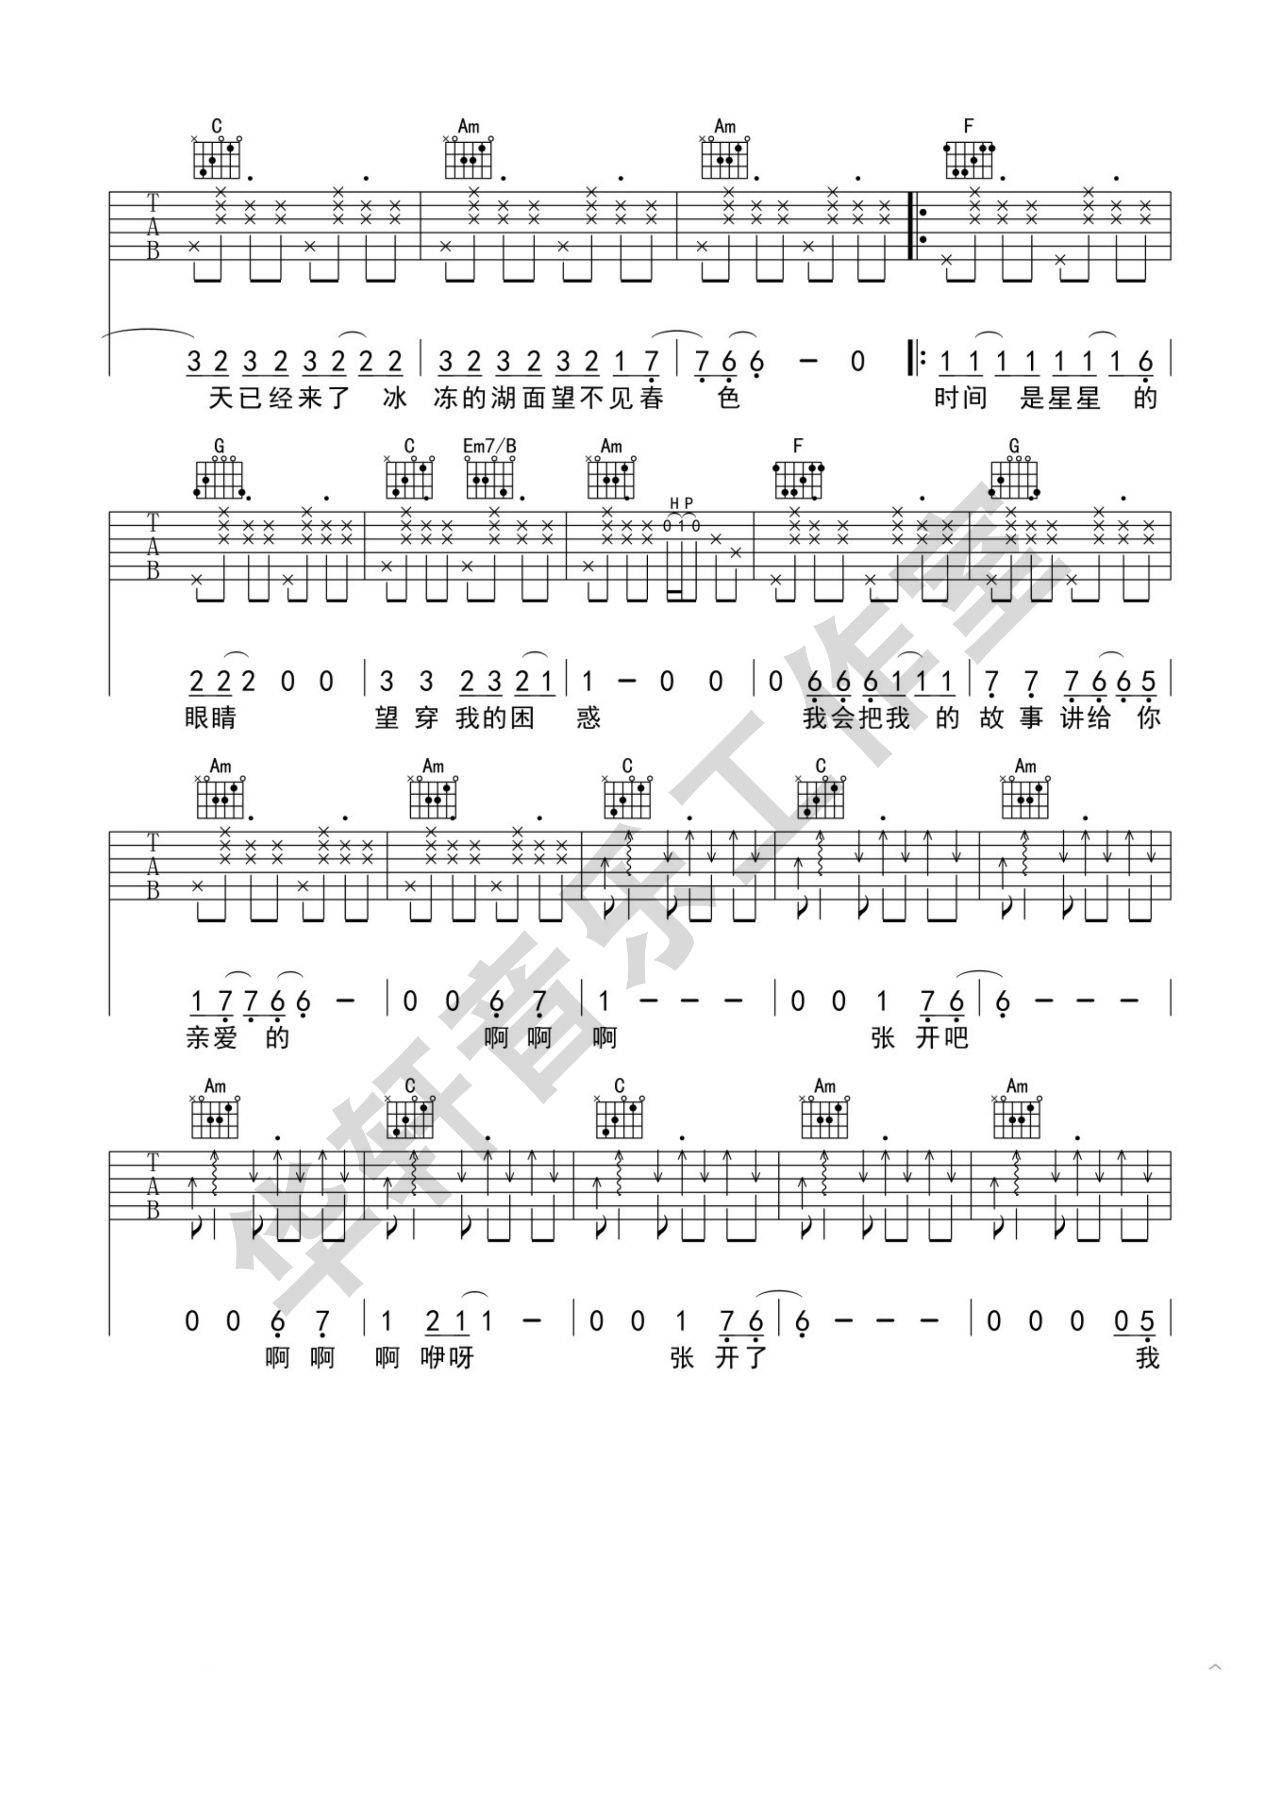 C Am Am F
T A B
3 2 3 2 3 2 2 2 3 2 3 2 3 2 1 7 7 6 6 – 0 1 1 1 1 1 1 1 6
天已经来了 冰 冻的湖面望不见春 色 时间 是星星 的
G C Em7/B Am F G
H P
T 0 1 0
A
B
2 2 2 0 0 3 3 2 3 2 1 1 – 0 0 0 6 6 6 1 1 1 7 7 7 6 6 5
眼睛 望穿我的困 惑 我会把我 的 故事讲给 你
Am Am C C Am
T A B
1 7 7 6 6 – 0 0 6 7 1 – – – 0 0 1 7 6 6 – – –
亲爱 的 啊啊 啊 张 开吧
Am C C Am Am
T A B
0 0 6 7 1 2 1 1 – 0 0 1 7 6 6 – – – 0 0 0 0 5
啊啊 啊 咿呀 张 开了 我
华轩音乐工作室